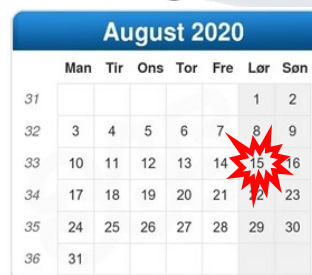 August 2020
Man Tir Ons Tor Fre Lør Søn
31 1 2
32 3 4 5 6 7 8 9
33 10 11 12 13 14 15 16
34 17 18 19 20 21 22 23
35 24 25 26 27 28 29 30
36 31